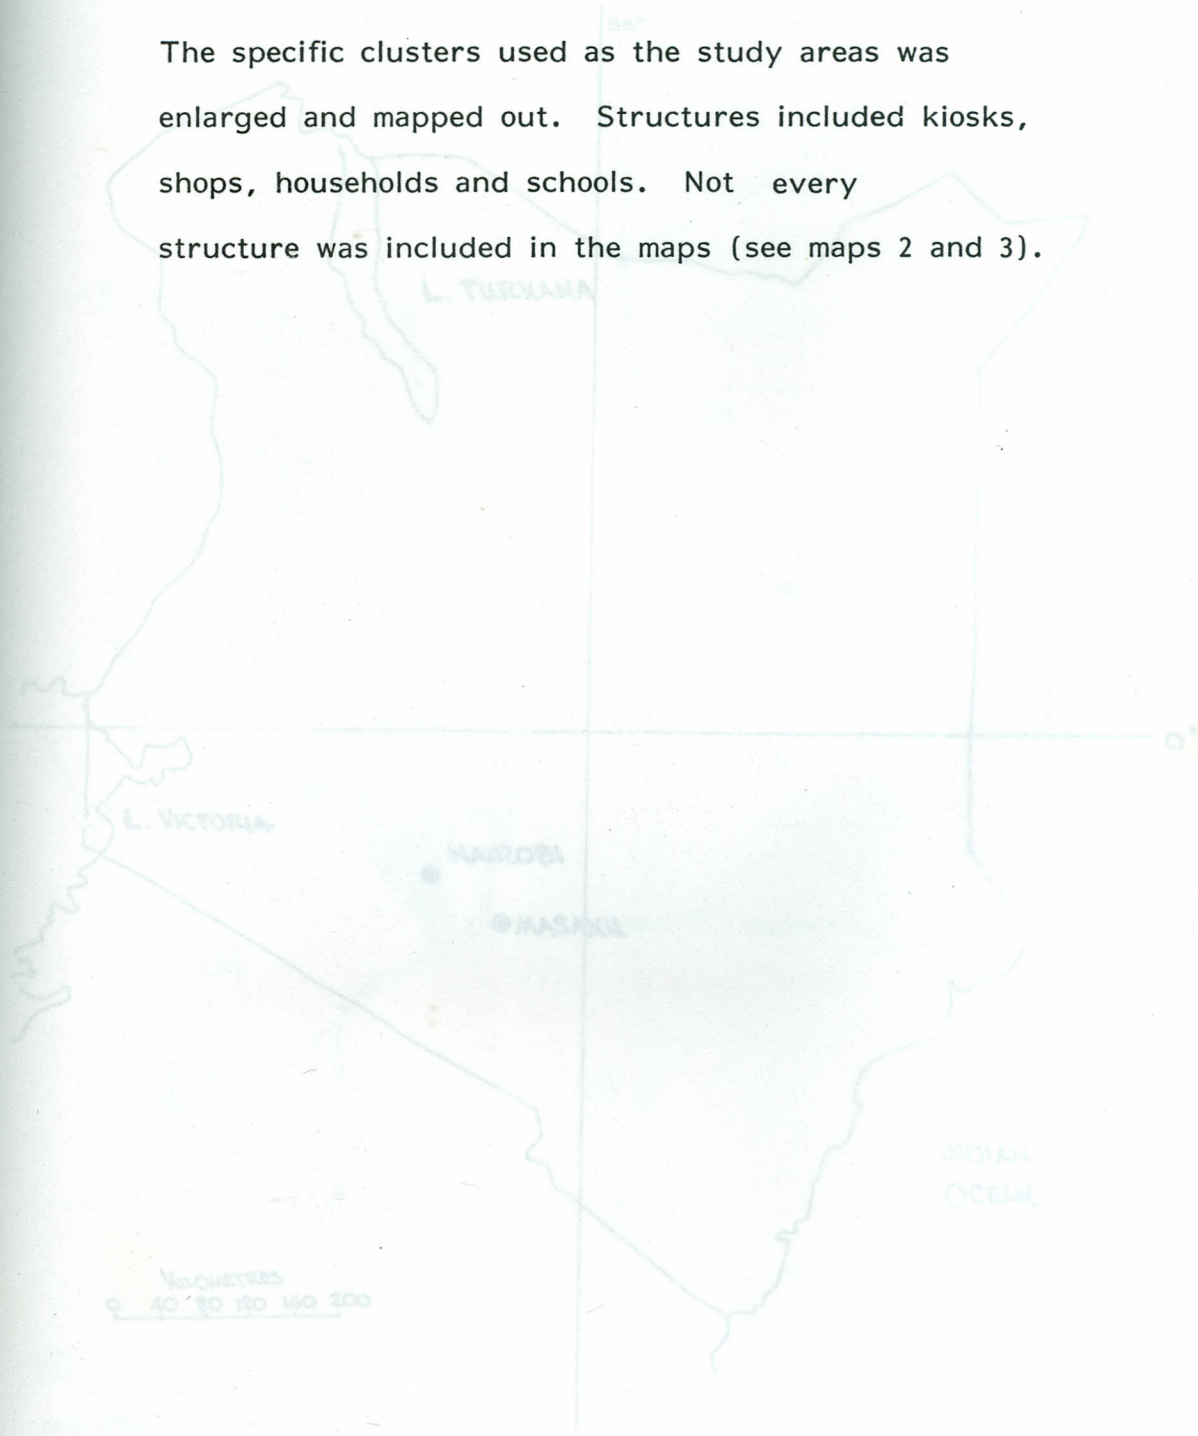 The specific clusters used as the study areas was
enlarged and mapped out. Structures included kiosks,
shops, households and schools. Not every
structure was included in the maps (see maps 2 and 3).
L. TURKANA
0°
L. VICTORIA
NAIROBI
INDIAN
OCEAN
KILOMETRES
0 40 80 120 160 200